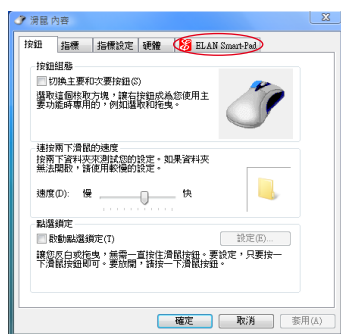 滑鼠 內容
按鈕 指標 指標設定 硬體 ELAN Smart-Pad
按鈕組態
切換主要和次要按鈕(S)
選取這個核取方塊，讓右按鈕成為您使用主
要功能時專用的，例如選取和拖曳。
連按兩下滑鼠的速度
按兩下資料夾來測試您的設定。如果資料夾
無法開啟，請使用較慢的設定。
速度(D): 慢 快
點選鎖定
啟動點選鎖定(T) 設定(E)...
讓您反白或拖曳，無需一直按住滑鼠按鈕。要設定，只要按一
下滑鼠按鈕即可。要放開，請按一下滑鼠按鈕。
確定 取消 套用(A)